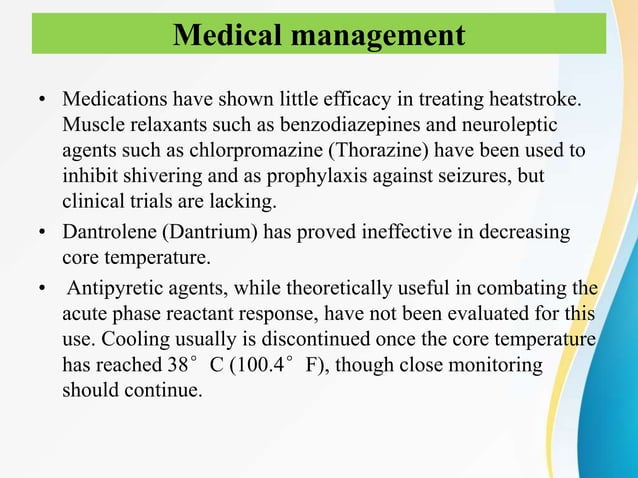 Medical management
• Medications have shown little efficacy in treating heatstroke.
Muscle relaxants such as benzodiazepines and neuroleptic
agents such as chlorpromazine (Thorazine) have been used to
inhibit shivering and as prophylaxis against seizures, but
clinical trials are lacking.
• Dantrolene (Dantrium) has proved ineffective in decreasing
core temperature.
• Antipyretic agents, while theoretically useful in combating the
acute phase reactant response, have not been evaluated for this
use. Cooling usually is discontinued once the core temperature
has reached 38° C (100.4° F), though close monitoring
should continue.